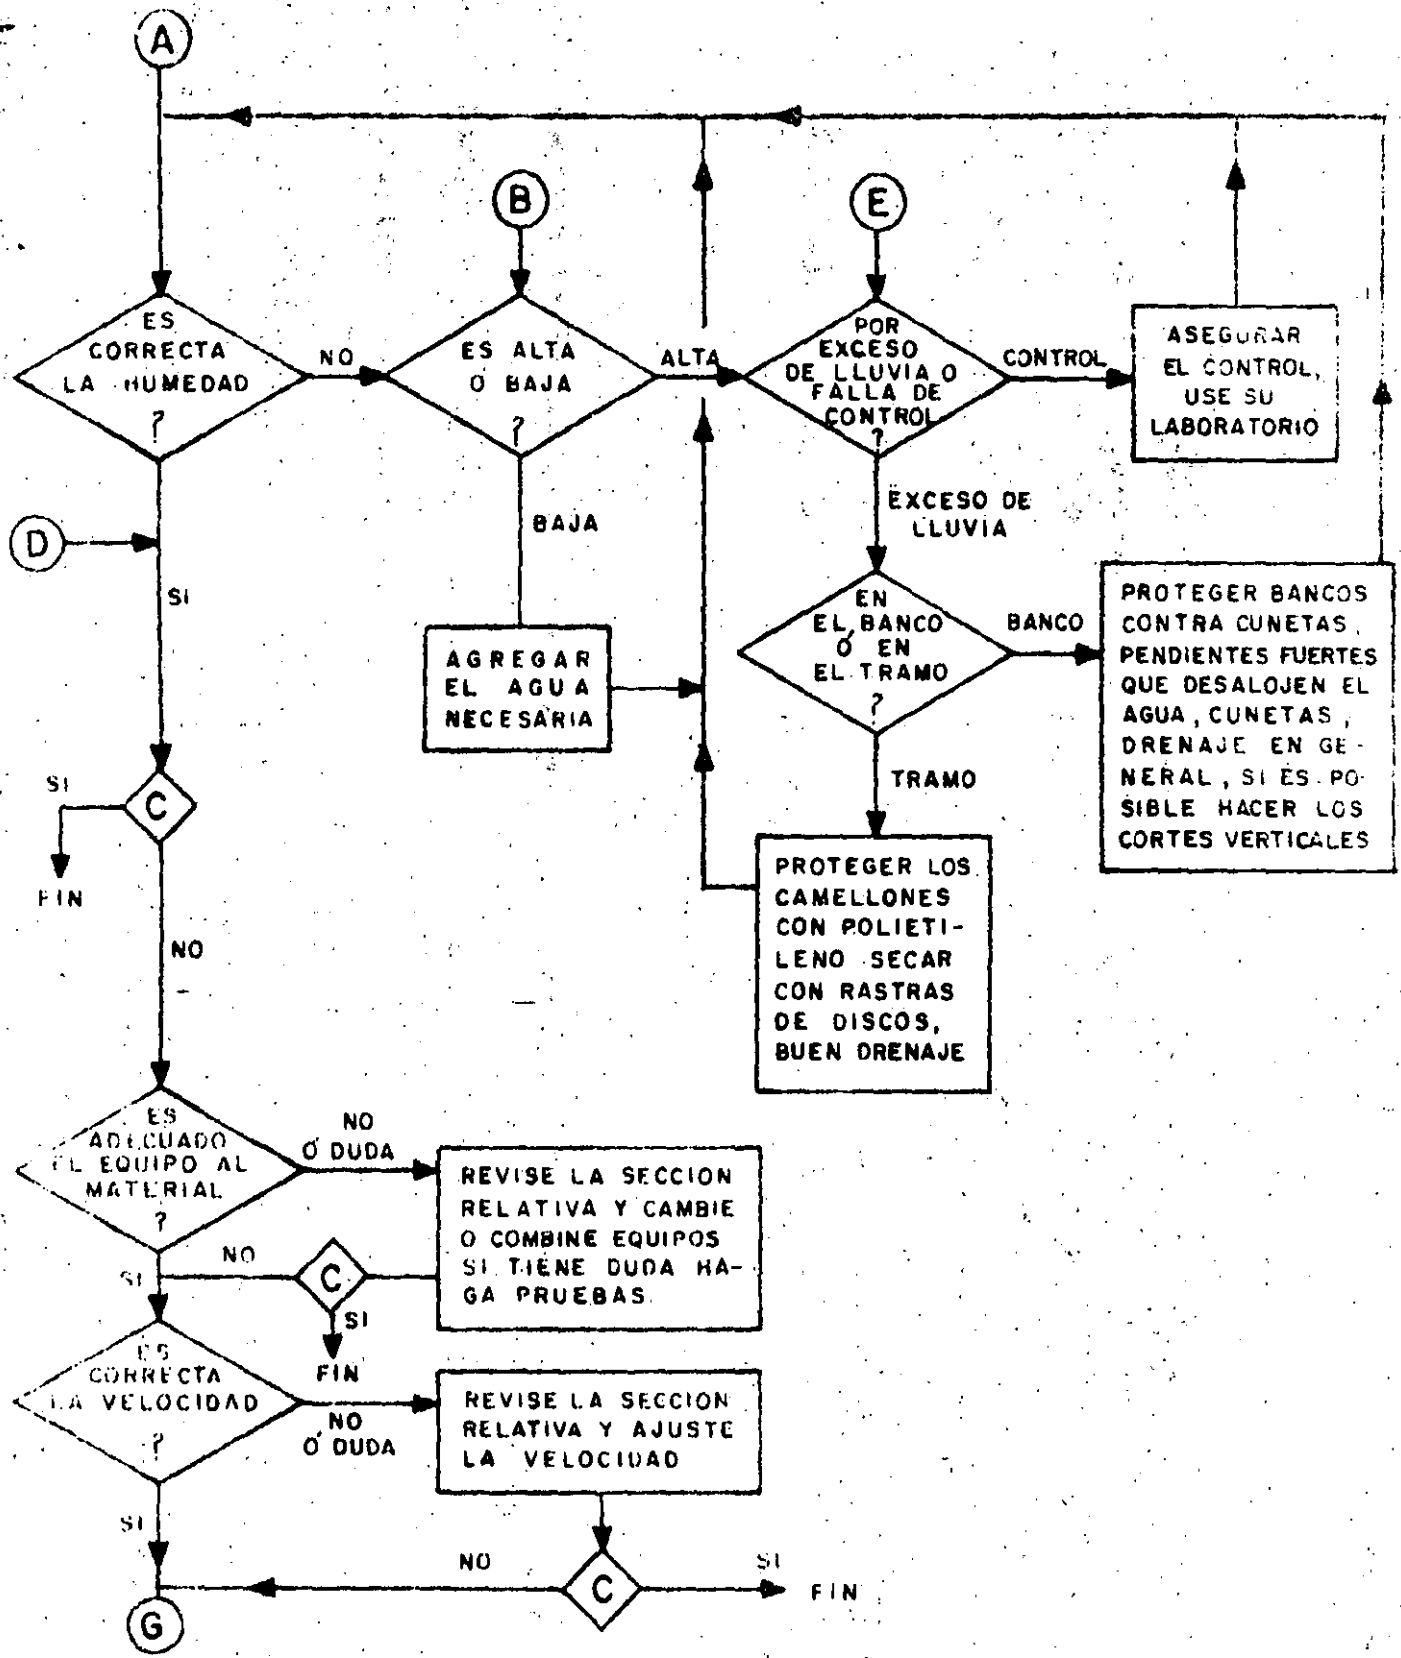 A
B
E
ES
CORRECTA
LA HUMEDAD
?
NO
ES ALTA
O BAJA
?
ALTA
POR
EXCESO
DE LLUVIA O
FALLA DE
CONTROL
?
CONTROL
ASEGURAR
EL CONTROL,
USE SU
LABORATORIO
D
SI
BAJA
EXCESO DE
LLUVIA
AGREGAR
EL AGUA
NECESARIA
EN
EL BANCO
Ó EN
EL TRAMO
?
BANCO
PROTEGER BANCOS
CONTRA CUNETAS,
PENDIENTES FUERTES
QUE DESALOJEN EL
AGUA, CUNETAS,
DRENAJE EN GE-
NERAL, SI ES PO-
SIBLE HACER LOS
CORTES VERTICALES
TRAMO
SI
C
FIN
NO
PROTEGER LOS
CAMELLONES
CON POLIETI-
LENO SECAR
CON RASTRAS
DE DISCOS,
BUEN DRENAJE
ES
ADECUADO
EL EQUIPO AL
MATERIAL
?
NO
Ó DUDA
REVISE LA SECCION
RELATIVA Y CAMBIE
O COMBINE EQUIPOS
SI TIENE DUDA HA-
GA PRUEBAS.
NO
C
SI
SI
FIN
ES
CORRECTA
LA VELOCIDAD
?
NO
Ó DUDA
REVISE LA SECCION
RELATIVA Y AJUSTE
LA VELOCIDAD
SI
NO
C
SI
FIN
G